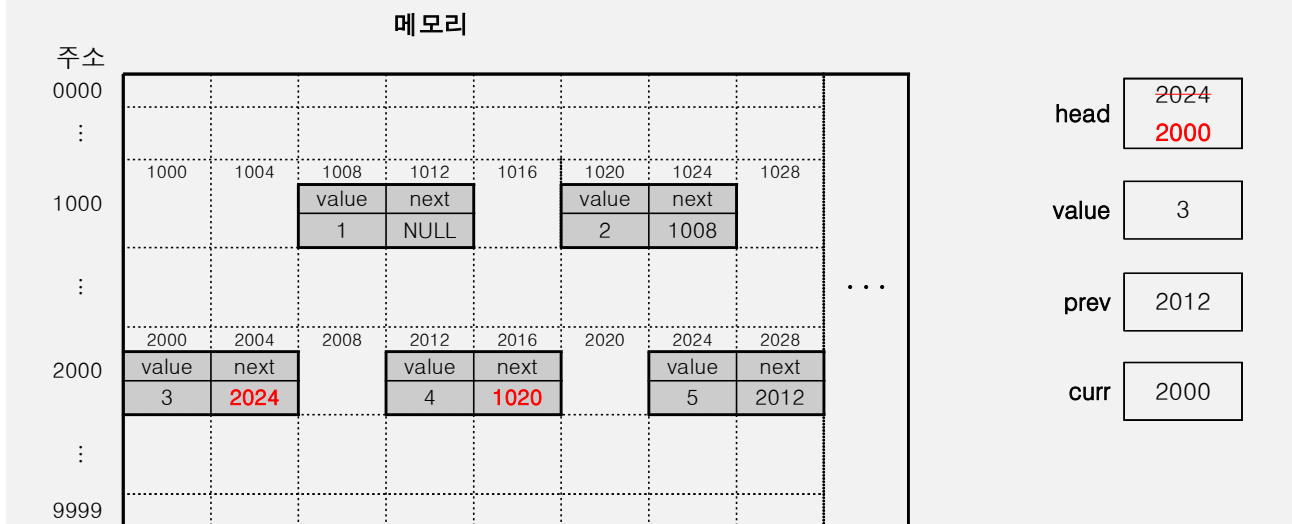 메모리
주소
0000
⋮
1000 1004 1008 1012 1016 1020 1024 1028
1000
value next value next
1 NULL 2 1008
⋮
...
2000 2004 2008 2012 2016 2020 2024 2028
2000
value next value next value next
3 2024 4 1020 5 2012
⋮
9999
head
2024
2000
value 3
prev 2012
curr 2000